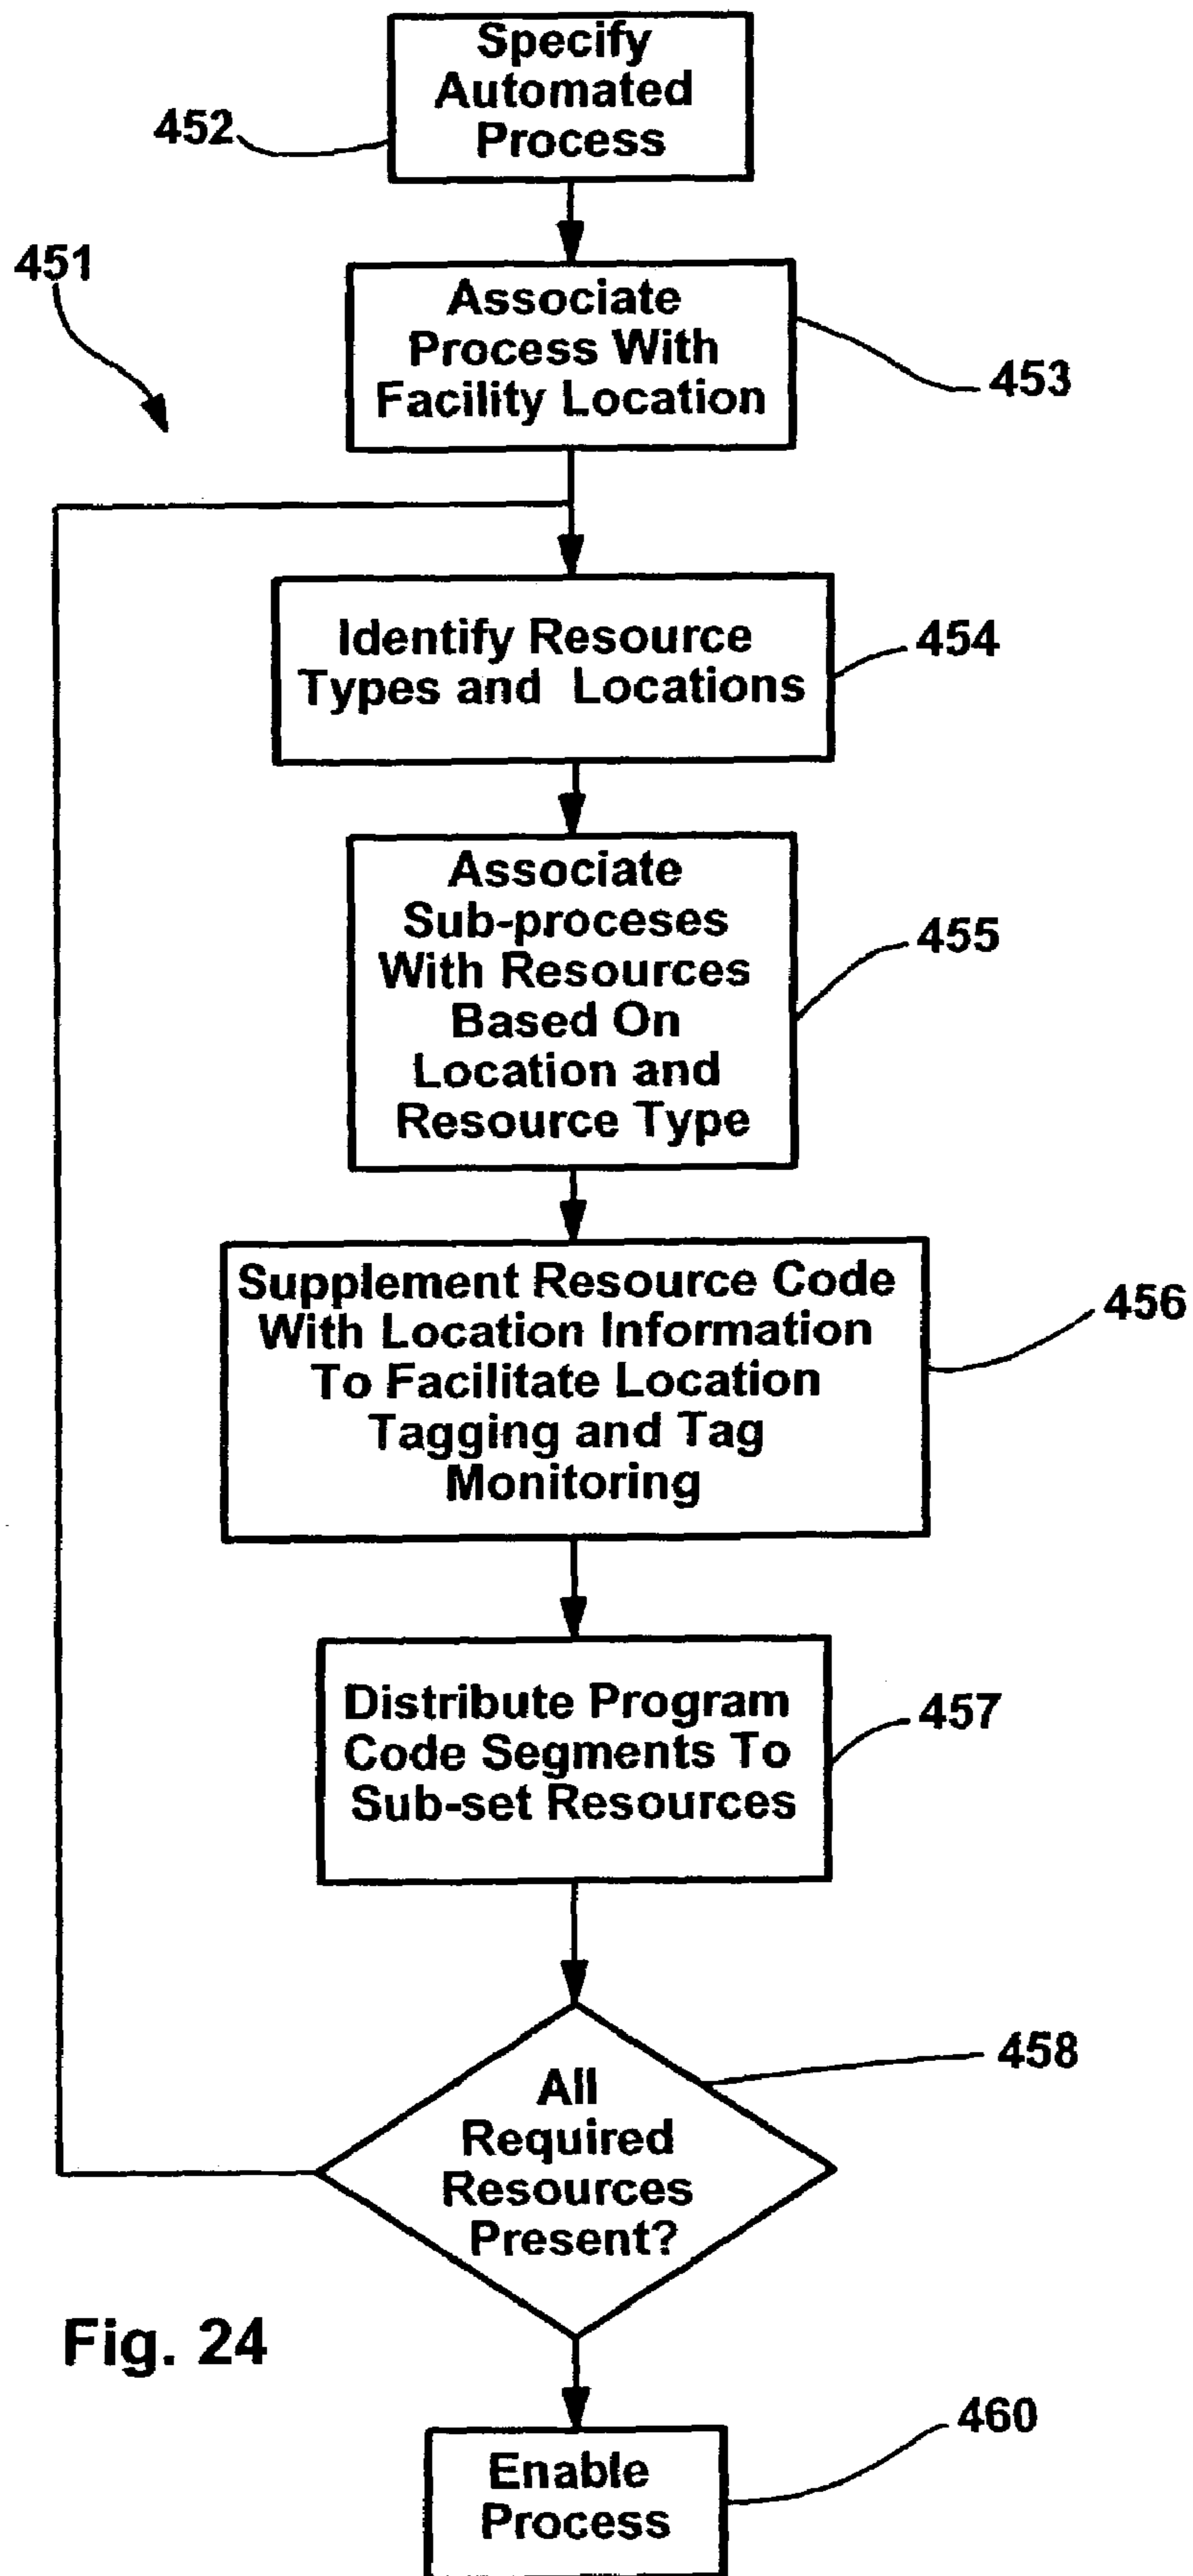 Specify
Automated
Process
452
451
Associate
Process With
Facility Location
453
Identify Resource
Types and Locations
454
Associate
Sub-proceses
With Resources
Based On
Location and
Resource Type
455
Supplement Resource Code
With Location Information
To Facilitate Location
Tagging and Tag
Monitoring
456
Distribute Program
Code Segments To
Sub-set Resources
457
All
Required
Resources
Present?
458
Fig. 24
Enable
Process
460